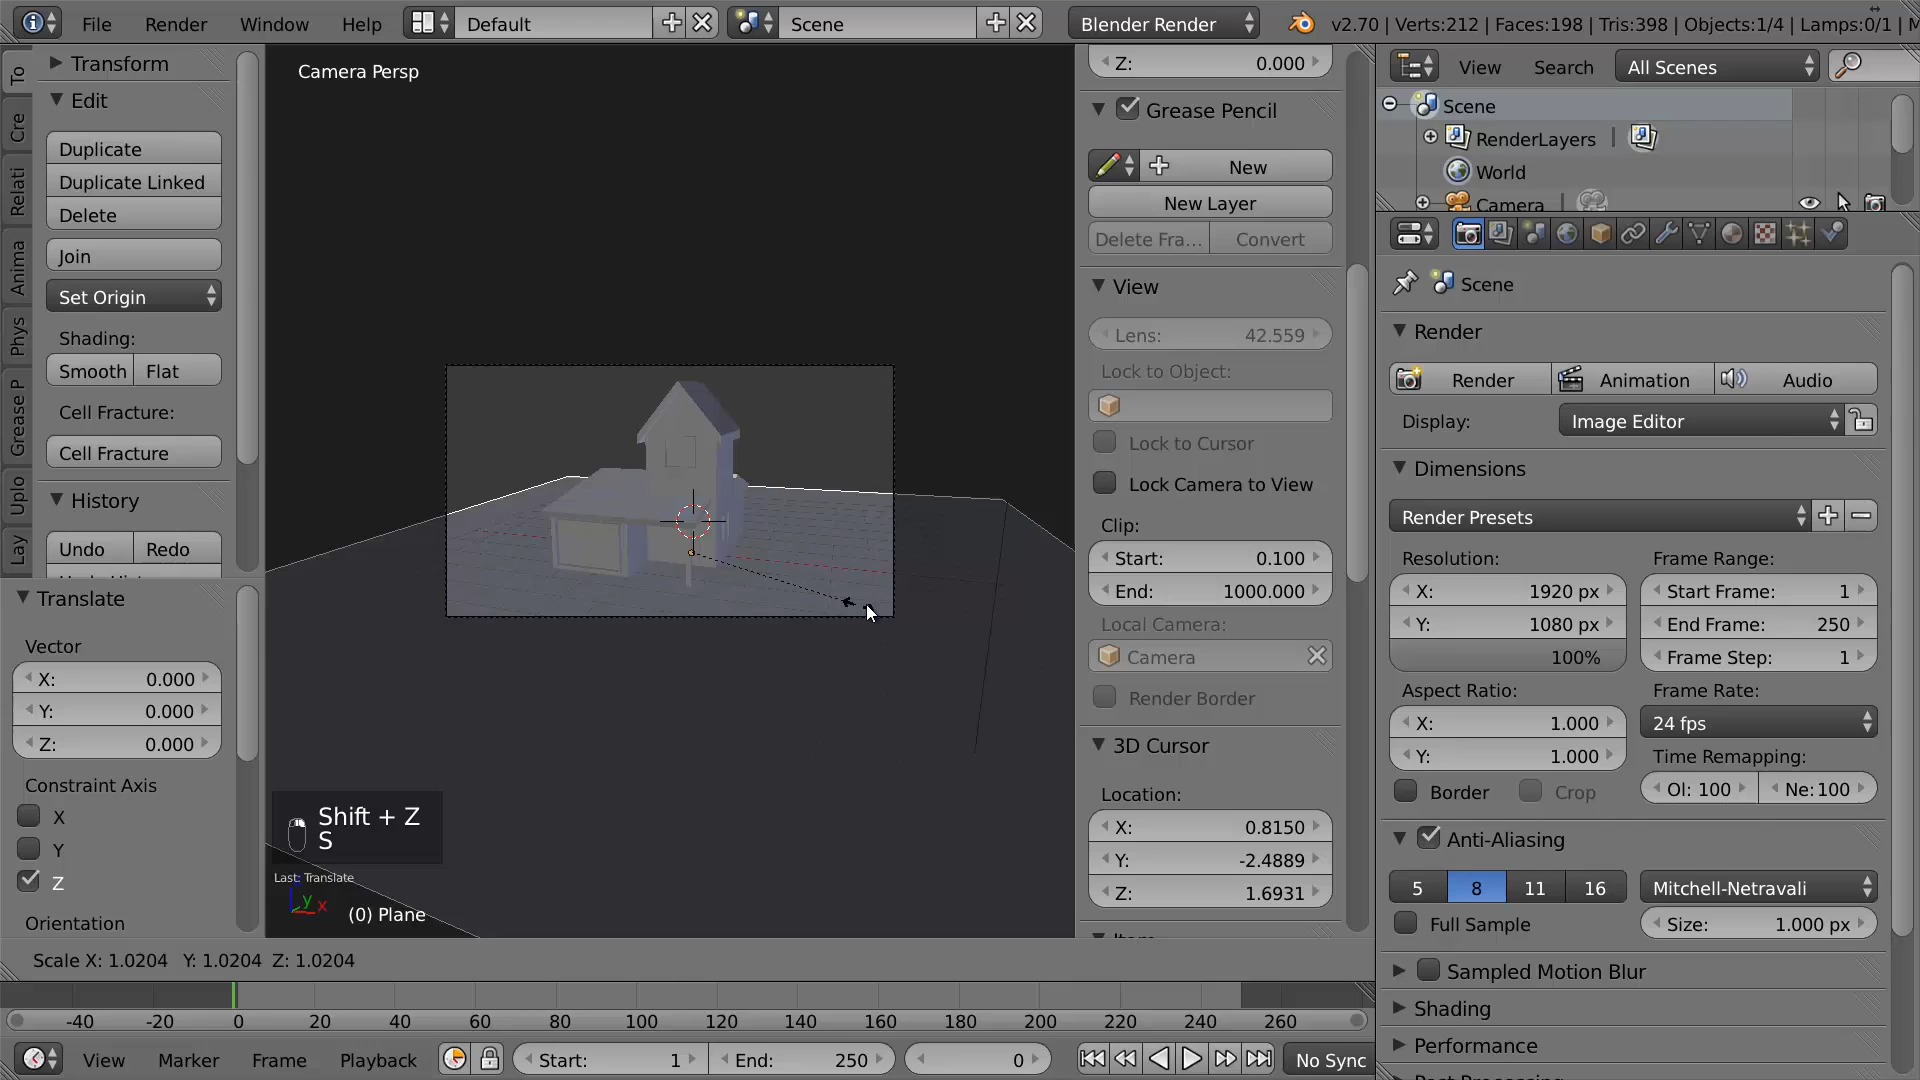 File Render Window Help Default Scene Blender Render v2.70 | Verts:212 | Faces:198 | Tris:398 | Objects:1/4 | Lamps:0/1 | M
To
Cre
Relati
Anima
Phys
Grease P
Uplo
Lay
Transform
Edit
Duplicate
Duplicate Linked
Delete
Join
Set Origin
Shading:
Smooth Flat
Cell Fracture:
Cell Fracture
History
Undo Redo
Translate
Vector
X: 0.000
Y: 0.000
Z: 0.000
Constraint Axis
X
Y
Z
Orientation
Camera Persp
Shift + Z
S
Last: Translate
y x
(0) Plane
Scale X: 1.0204 Y: 1.0204 Z: 1.0204
Z: 0.000
Grease Pencil
New
New Layer
Delete Fra... Convert
View
Lens: 42.559
Lock to Object:
Lock to Cursor
Lock Camera to View
Clip:
Start: 0.100
End: 1000.000
Local Camera:
Camera
Render Border
3D Cursor
Location:
X: 0.8150
Y: -2.4889
Z: 1.6931
View Search All Scenes
Scene
RenderLayers
World
Camera
Scene
Render
Render Animation Audio
Display: Image Editor
Dimensions
Render Presets
Resolution: Frame Range:
X: 1920 px Start Frame: 1
Y: 1080 px End Frame: 250
100% Frame Step: 1
Aspect Ratio: Frame Rate:
X: 1.000 24 fps
Y: 1.000 Time Remapping:
Border Crop Ol: 100 Ne:100
Anti-Aliasing
5 8 11 16 Mitchell-Netravali
Full Sample Size: 1.000 px
Sampled Motion Blur
Shading
Performance
-40 -20 0 20 40 60 80 100 120 140 160 180 200 220 240 260
View Marker Frame Playback Start: 1 End: 250 0 No Sync